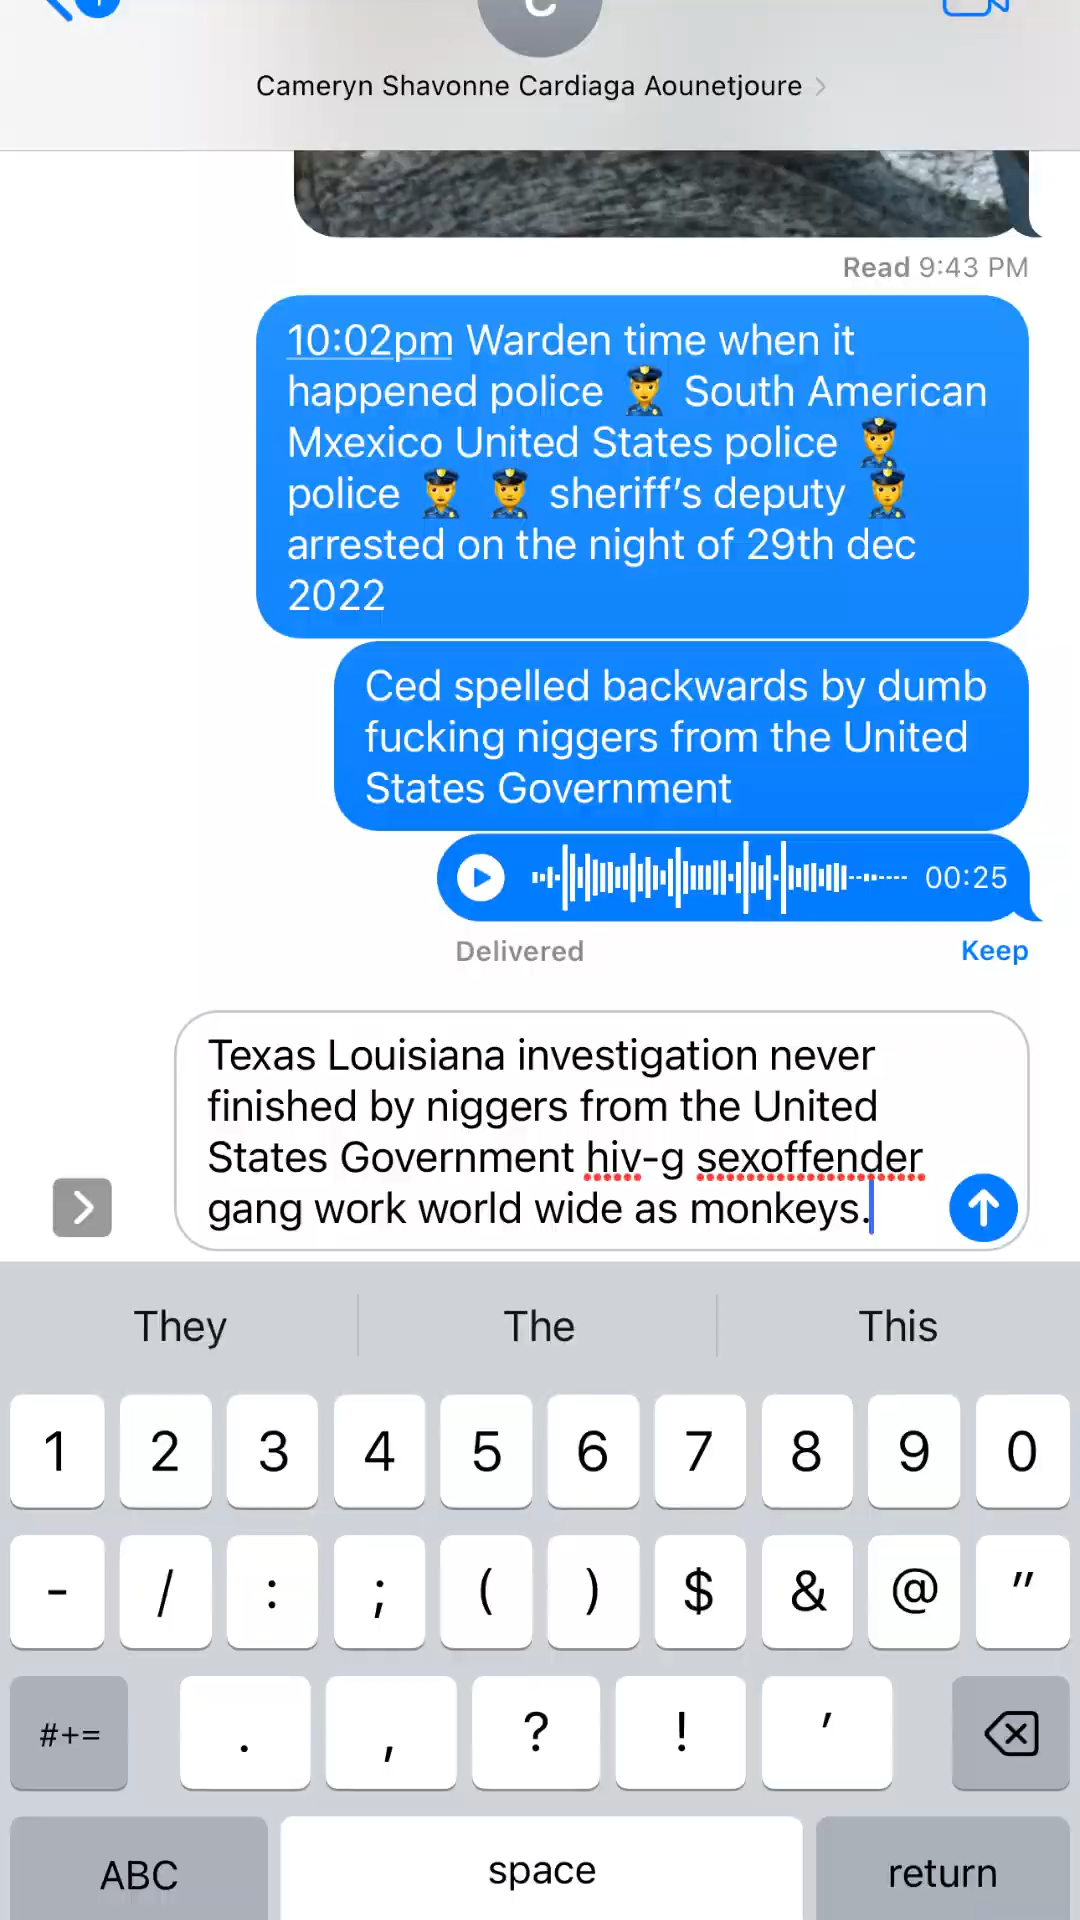 C
Cameryn Shavonne Cardiaga Aounetjoure
Read 9:43 PM
10:02pm Warden time when it
happened police 👮 South American
Mxexico United States police 👮
police 👮 👮 sheriff's deputy 👮
arrested on the night of 29th dec
2022
Ced spelled backwards by dumb
fucking niggers from the United
States Government
00:25
Delivered Keep
Texas Louisiana investigation never
finished by niggers from the United
States Government hiv-g sexoffender
gang work world wide as monkeys.
They The This
1 2 3 4 5 6 7 8 9 0
- / : ; ( ) $ & @ "
#+= . , ? ! '
ABC space return